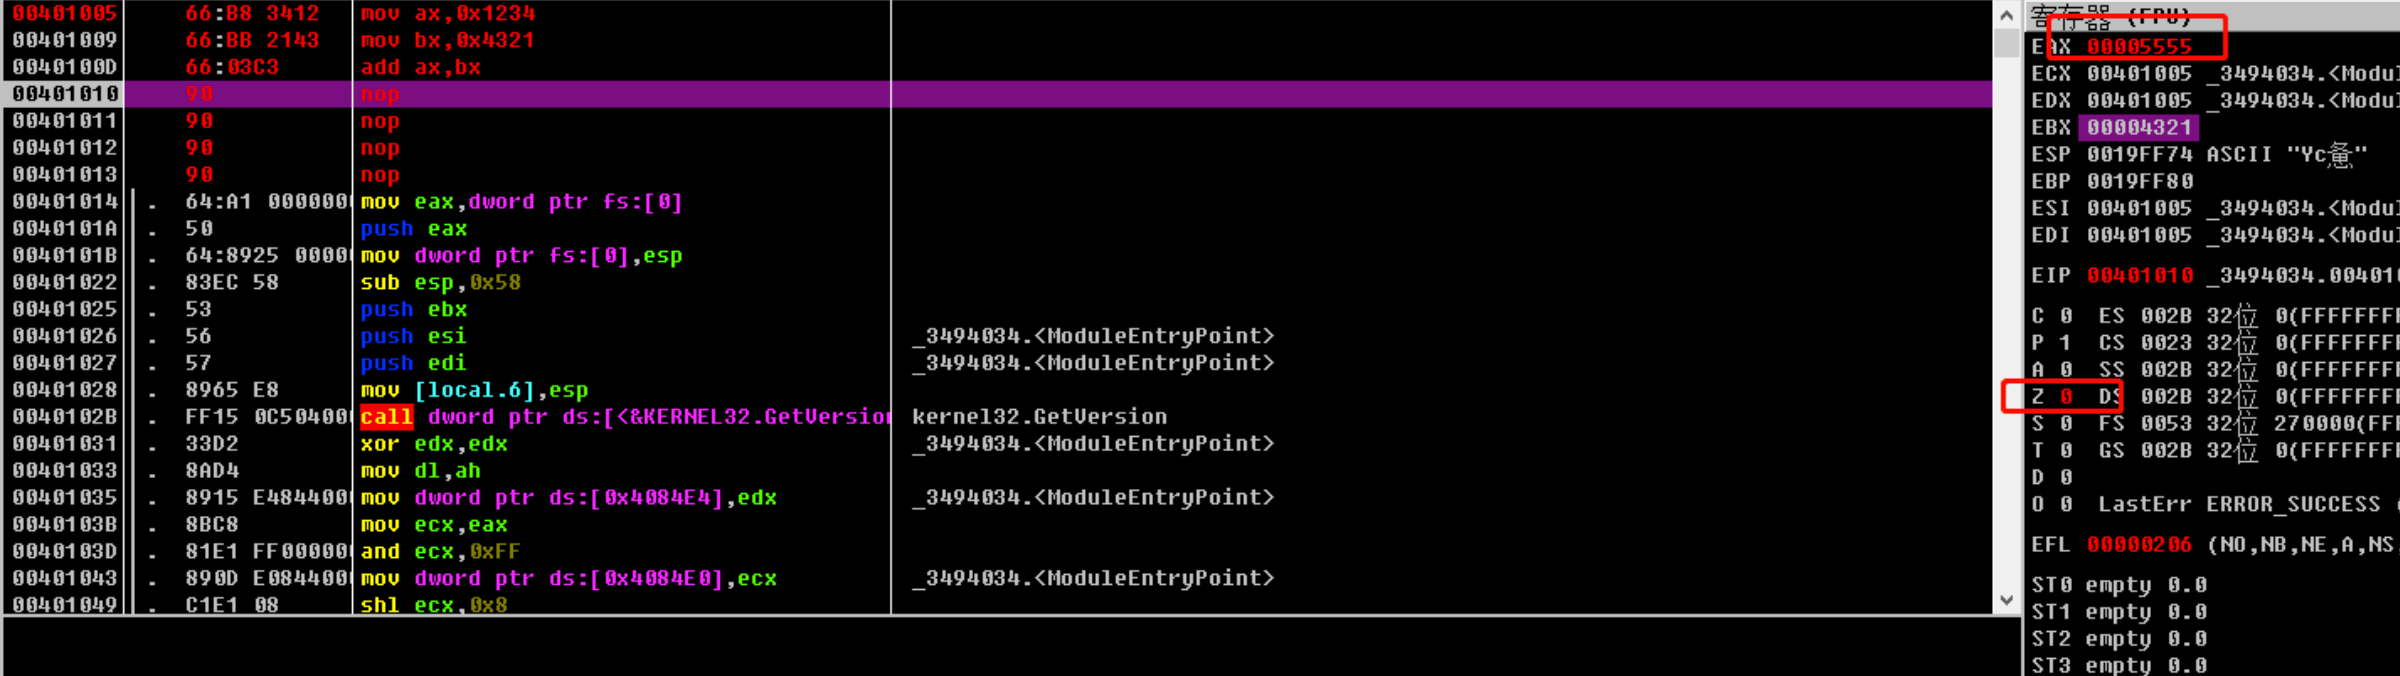 00401005 66:B8 3412 mov ax,0x1234
00401009 66:BB 2143 mov bx,0x4321
0040100D 66:03C3 add ax,bx
00401010 90 nop
00401011 90 nop
00401012 90 nop
00401013 90 nop
00401014 . 64:A1 0000000 mov eax,dword ptr fs:[0]
0040101A . 50 push eax
0040101B . 64:8925 0000 mov dword ptr fs:[0],esp
00401022 . 83EC 58 sub esp,0x58
00401025 . 53 push ebx
00401026 . 56 push esi _3494034.<ModuleEntryPoint>
00401027 . 57 push edi _3494034.<ModuleEntryPoint>
00401028 . 8965 E8 mov [local.6],esp
0040102B . FF15 0C50400 call dword ptr ds:[<&KERNEL32.GetVersion kernel32.GetVersion
00401031 . 33D2 xor edx,edx _3494034.<ModuleEntryPoint>
00401033 . 8AD4 mov dl,ah
00401035 . 8915 E484400 mov dword ptr ds:[0x4084E4],edx _3494034.<ModuleEntryPoint>
0040103B . 8BC8 mov ecx,eax
0040103D . 81E1 FF00000 and ecx,0xFF
00401043 . 890D E084400 mov dword ptr ds:[0x4084E0],ecx _3494034.<ModuleEntryPoint>
00401049 . C1E1 08 shl ecx,0x8
寄存器 (FPU)
EAX 00005555
ECX 00401005 _3494034.<Modul
EDX 00401005 _3494034.<Modul
EBX 00004321
ESP 0019FF74 ASCII "Yc
EBP 0019FF80
ESI 00401005 _3494034.<Modul
EDI 00401005 _3494034.<Modul
EIP 00401010 _3494034.004010
C 0 ES 002B 32位 0(FFFFFFFF
P 1 CS 0023 32位 0(FFFFFFFF
A 0 SS 002B 32位 0(FFFFFFFF
Z 0 DS 002B 32位 0(FFFFFFFF
S 0 FS 0053 32位 270000(FFF
T 0 GS 002B 32位 0(FFFFFFFF
D 0
O 0 LastErr ERROR_SUCCESS (
EFL 00000206 (NO,NB,NE,A,NS,
ST0 empty 0.0
ST1 empty 0.0
ST2 empty 0.0
ST3 empty 0.0